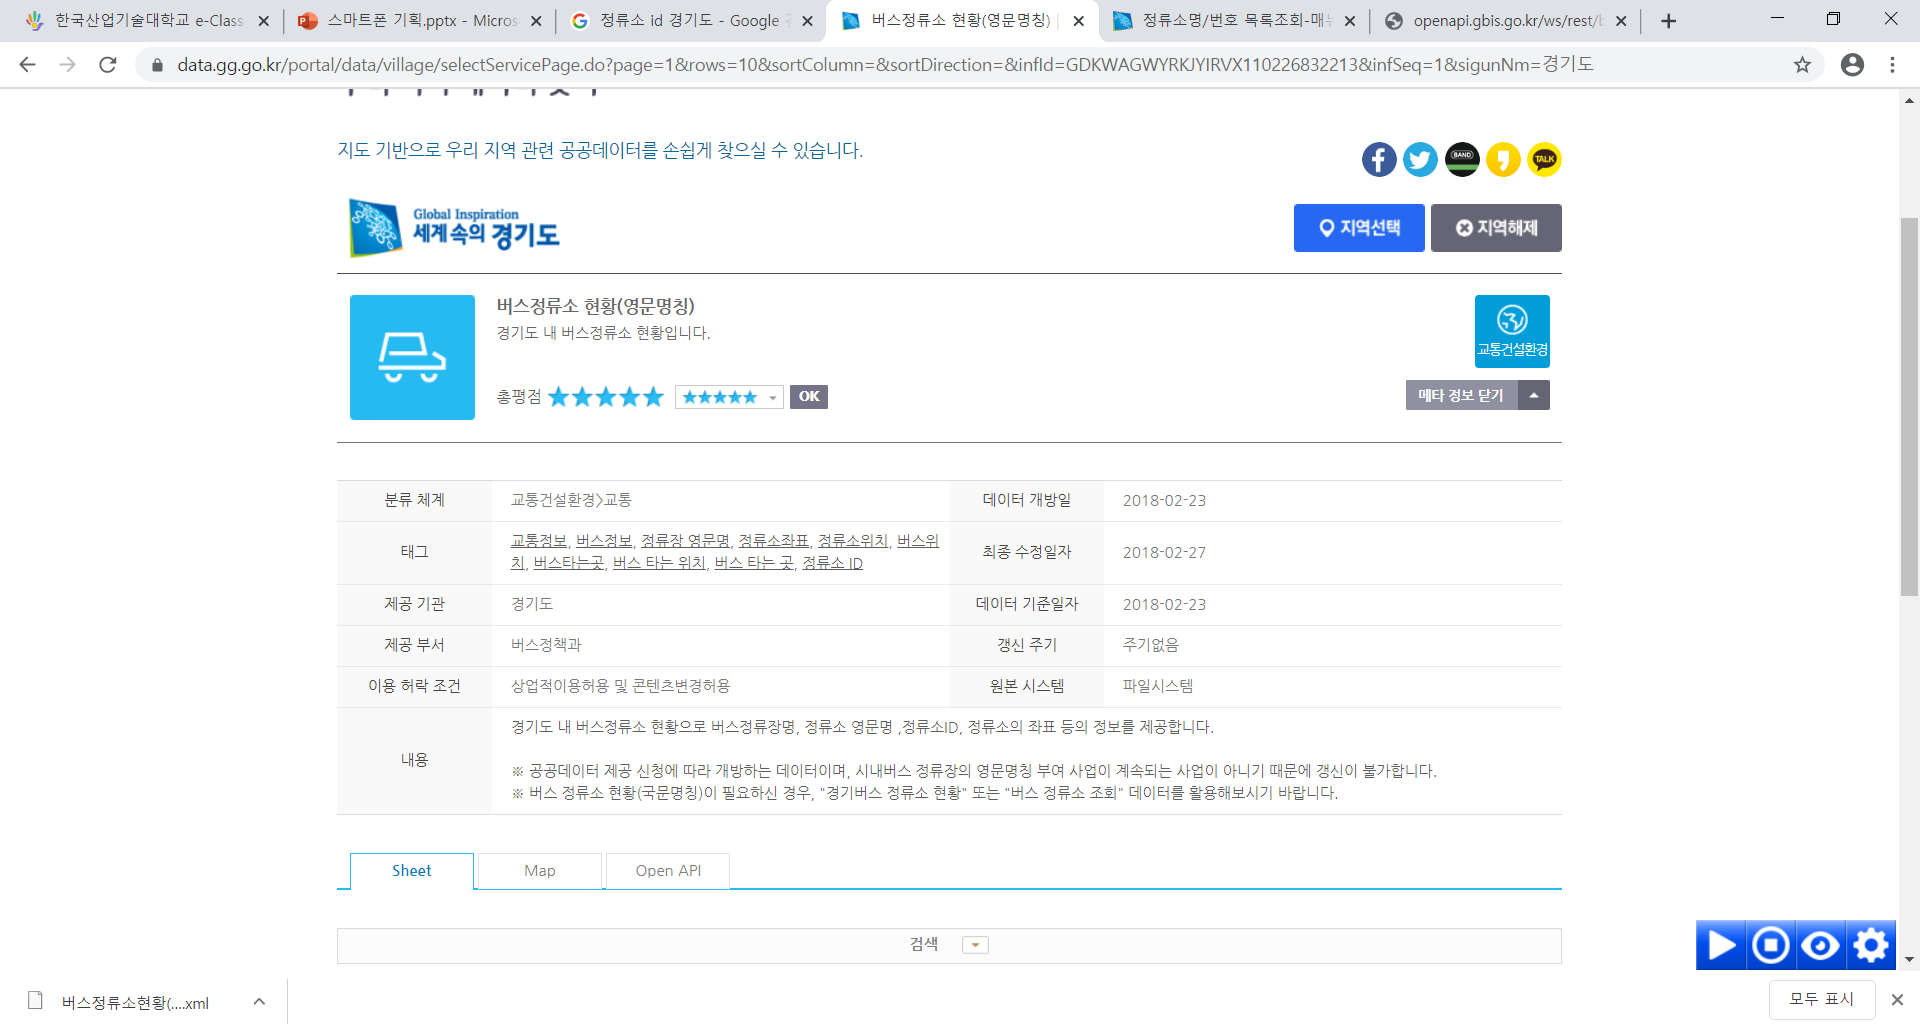 한국산업기술대학교 e-Class
스마트폰 기획.pptx - Micros
정류소 id 경기도 - Google
버스정류소 현황(영문명칭) |
정류소명/번호 목록조회-매뉴
openapi.gbis.go.kr/ws/rest/b
data.gg.go.kr/portal/data/village/selectServicePage.do?page=1&rows=10&sortColumn=&sortDirection=&infId=GDKWAGWYRKJYIRVX110226832213&infSeq=1&sigunNm=경기도
지도 기반으로 우리 지역 관련 공공데이터를 손쉽게 찾으실 수 있습니다.
BAND
TALK
Global Inspiration
세계속의 경기도
지역선택
지역해제
버스정류소 현황(영문명칭)
경기도 내 버스정류소 현황입니다.
교통건설환경
총평점
OK
메타 정보 닫기
분류 체계 교통건설환경>교통 데이터 개방일 2018-02-23
태그 교통정보, 버스정보, 정류장 영문명, 정류소좌표, 정류소위치, 버스위
치, 버스타는곳, 버스 타는 위치, 버스 타는 곳, 정류소 ID
최종 수정일자 2018-02-27
제공 기관 경기도 데이터 기준일자 2018-02-23
제공 부서 버스정책과 갱신 주기 주기없음
이용 허락 조건 상업적이용허용 및 콘텐츠변경허용 원본 시스템 파일시스템
내용
경기도 내 버스정류소 현황으로 버스정류장명, 정류소 영문명 ,정류소ID, 정류소의 좌표 등의 정보를 제공합니다.
※ 공공데이터 제공 신청에 따라 개방하는 데이터이며, 시내버스 정류장의 영문명칭 부여 사업이 계속되는 사업이 아니기 때문에 갱신이 불가합니다.
※ 버스 정류소 현황(국문명칭)이 필요하신 경우, "경기버스 정류소 현황" 또는 "버스 정류소 조회" 데이터를 활용해보시기 바랍니다.
Sheet
Map
Open API
검색
버스정류소현황(....xml
모두 표시